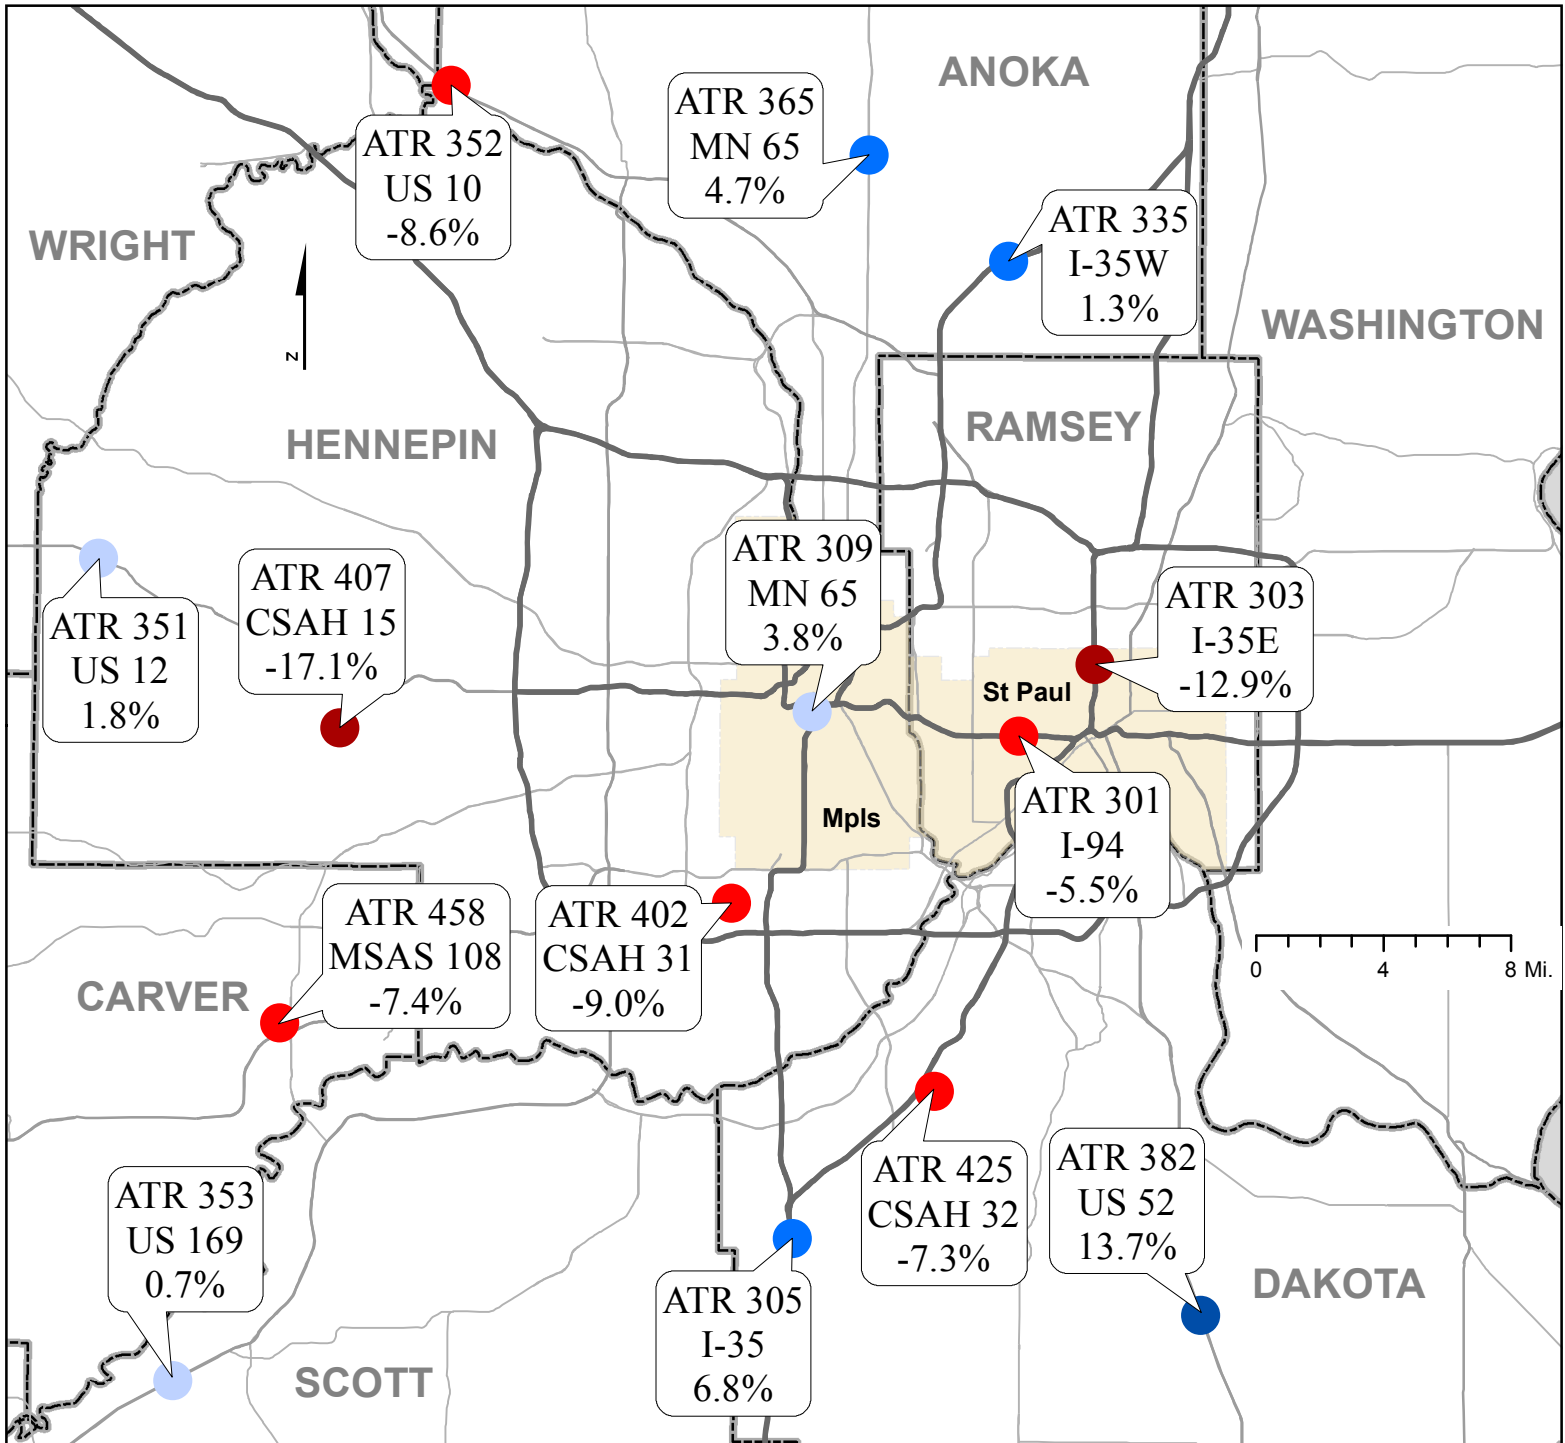 ANOKA
ATR 365
MN 65
4.7%
ATR 352
US 10
-8.6%
ATR 335
I-35W
1.3%
WRIGHT
WASHINGTON
N
RAMSEY
HENNEPIN
ATR 309
MN 65
3.8%
ATR 407
CSAH 15
-17.1%
ATR 303
I-35E
-12.9%
ATR 351
US 12
1.8%
St Paul
Mpls
ATR 301
I-94
-5.5%
ATR 458
MSAS 108
-7.4%
ATR 402
CSAH 31
-9.0%
0 4 8 Mi.
CARVER
ATR 425
CSAH 32
-7.3%
ATR 382
US 52
13.7%
ATR 353
US 169
0.7%
DAKOTA
ATR 305
I-35
6.8%
SCOTT